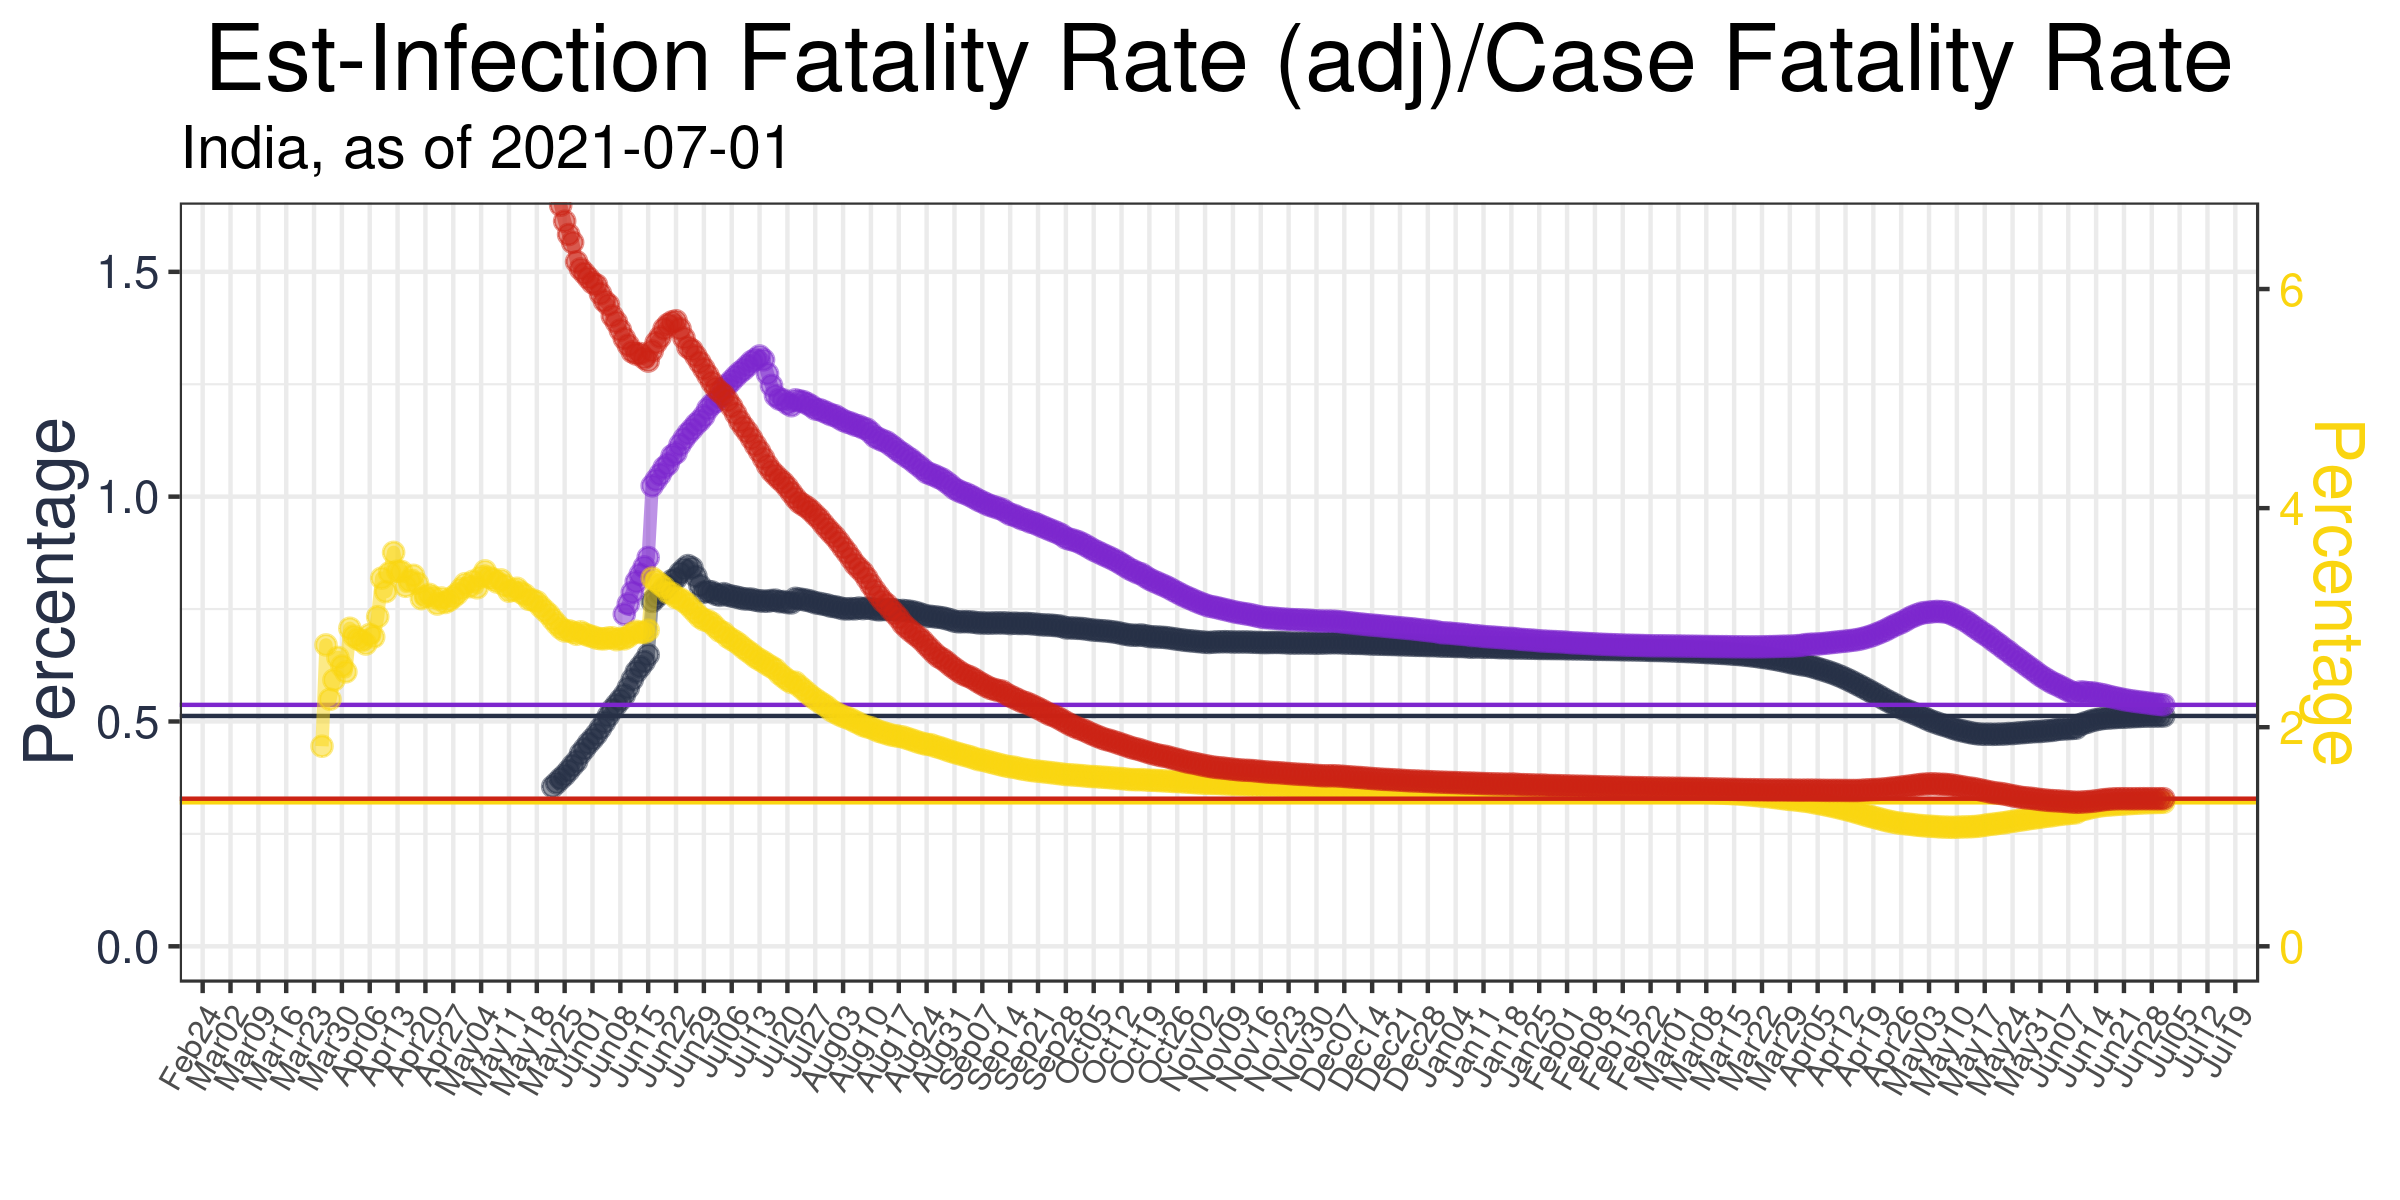 Est-Infection Fatality Rate (adj)/Case Fatality Rate
India, as of 2021-07-01
Percentage
1.5
1.0
0.5
0.0
6
4
2
0
Percentage
Feb24
Mar02
Mar09
Mar16
Mar23
Mar30
Apr06
Apr13
Apr20
Apr27
May04
May11
May18
May25
Jun01
Jun08
Jun15
Jun22
Jun29
Jul06
Jul13
Jul20
Jul27
Aug03
Aug10
Aug17
Aug24
Aug31
Sep07
Sep14
Sep21
Sep28
Oct05
Oct12
Oct19
Oct26
Nov02
Nov09
Nov16
Nov23
Nov30
Dec07
Dec14
Dec21
Dec28
Jan04
Jan11
Jan18
Jan25
Feb01
Feb08
Feb15
Feb22
Mar01
Mar08
Mar15
Mar22
Mar29
Apr05
Apr12
Apr19
Apr26
May03
May10
May17
May24
May31
Jun07
Jun14
Jun21
Jun28
Jul05
Jul12
Jul19